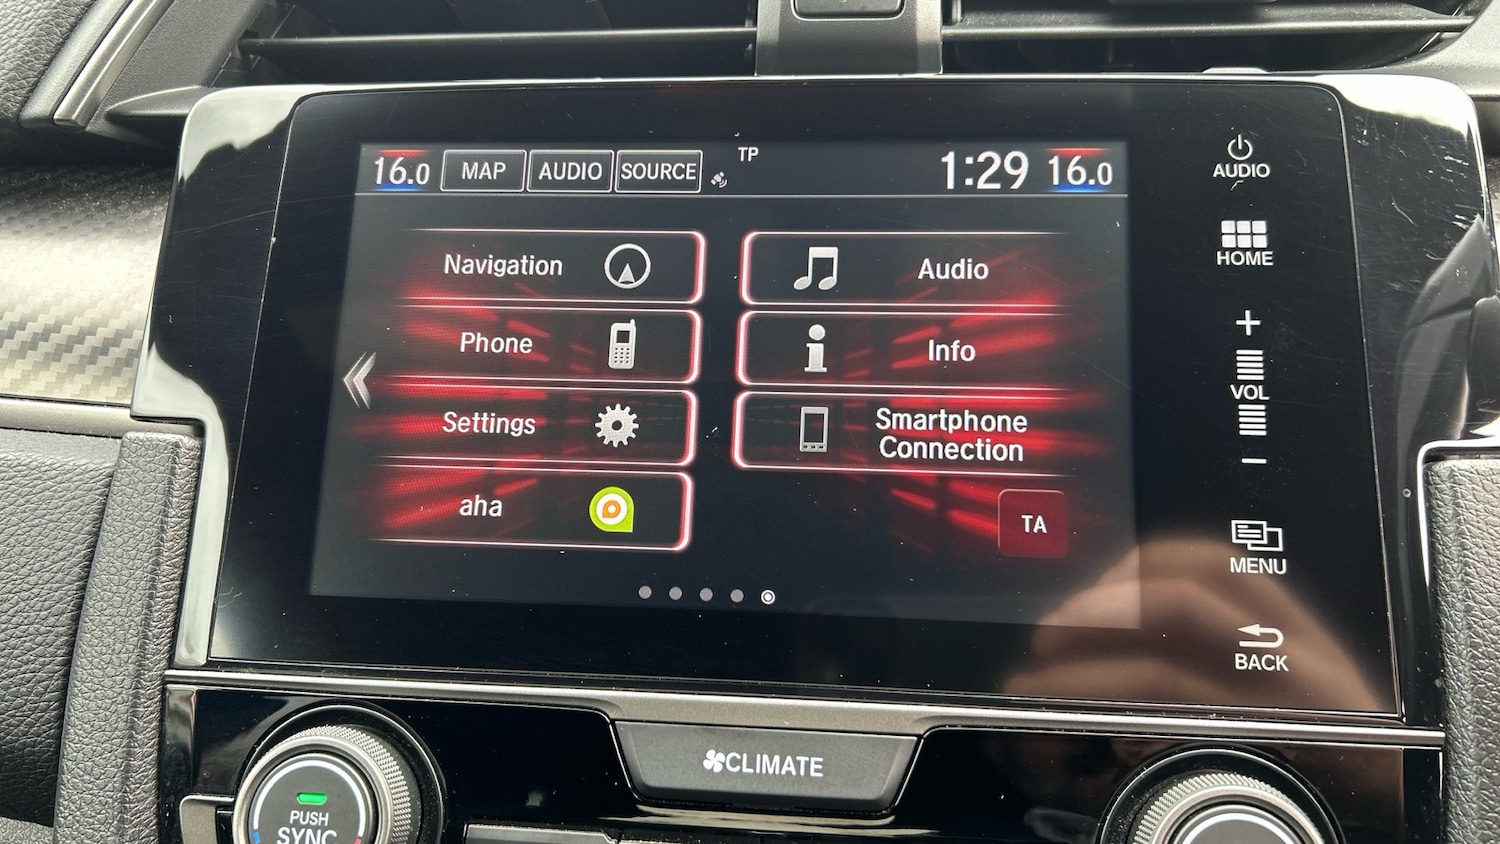 16.0 MAP AUDIO SOURCE TP 1:29 16.0
Navigation
Phone
Settings
aha
Audio
Info
Smartphone
Connection
TA
AUDIO
HOME
+
VOL
−
MENU
BACK
CLIMATE
PUSH
SYNC